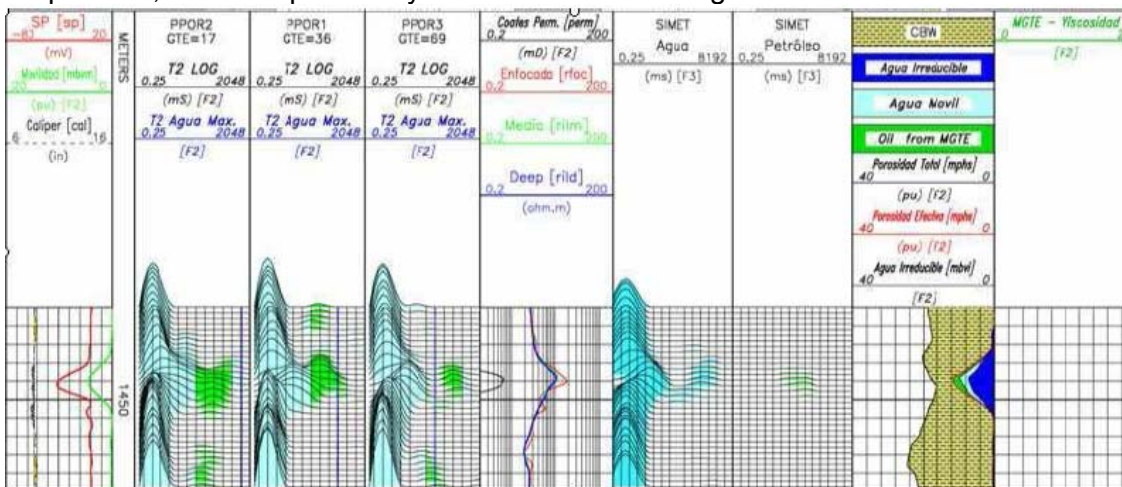 SP [sp]
-80 20
(mV)
Movilidad [mbvm]
20 0
(pu) [F2]
Caliper [cal]
6 16
(in)
METERS
1450
PPOR2
GTE=17
T2 LOG
0.25 2048
(mS) [F2]
T2 Agua Max.
0.25 2048
[F2]
PPOR1
GTE=36
T2 LOG
0.25 2048
(mS) [F2]
T2 Agua Max.
0.25 2048
[F2]
PPOR3
GTE=69
T2 LOG
0.25 2048
(mS) [F2]
T2 Agua Max.
0.25 2048
[F2]
Coates Perm. [perm]
0.2 200
(mD) [F2]
Enfocada [rfoc]
0.2 200
Media [rilm]
0.2 200
Deep [rild]
0.2 200
(ohm.m)
SIMET
Agua
0.25 8192
(ms) [F3]
SIMET
Petróleo
0.25 8192
(ms) [F3]
CBW
Agua Irreducible
Agua Movil
Oil from MGTE
Porosidad Total [mphs]
40 0
(pu) [F2]
Porosidad Efectiva [mphe]
40 0
(pu) [F2]
Agua Irreducible [mbvi]
40 0
[F2]
MGTE - Viscosidad
0 2
[F2]